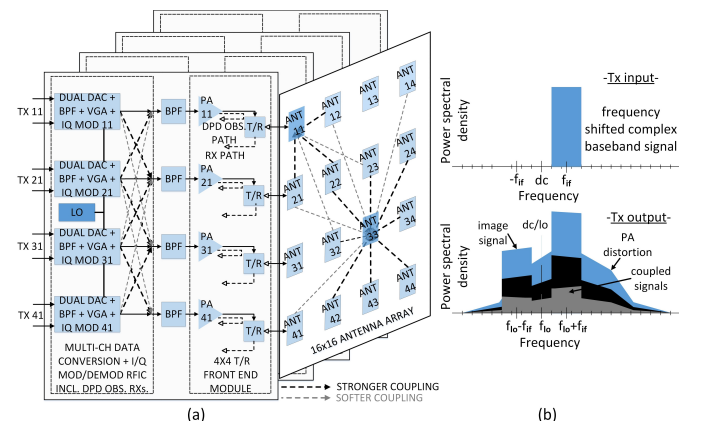 TX 11
DUAL DAC +
BPF + VGA +
IQ MOD 11
BPF
PA
11
DPD OBS.
PATH
RX PATH
T/R
TX 21
DUAL DAC +
BPF + VGA +
IQ MOD 21
BPF
PA
21
T/R
LO
TX 31
DUAL DAC +
BPF + VGA +
IQ MOD 31
BPF
PA
31
T/R
TX 41
DUAL DAC +
BPF + VGA +
IQ MOD 41
BPF
PA
41
T/R
MULTI-CH DATA
CONVERSION + I/Q
MOD/DEMOD RFIC
INCL. DPD OBS. RXs.
4X4 T/R
FRONT END
MODULE
ANT
11
ANT
12
ANT
13
ANT
14
ANT
21
ANT
22
ANT
23
ANT
24
ANT
31
ANT
32
ANT
33
ANT
34
ANT
41
ANT
42
ANT
43
ANT
44
16x16 ANTENNA ARRAY
STRONGER COUPLING
SOFTER COUPLING
(a)
-Tx input-
Power spectral
density
frequency
shifted complex
baseband signal
-fif dc fif
Frequency
-Tx output-
Power spectral
density
image
signal
dc/lo
PA
distortion
coupled
signals
flo-fif flo flo+fif
Frequency
(b)